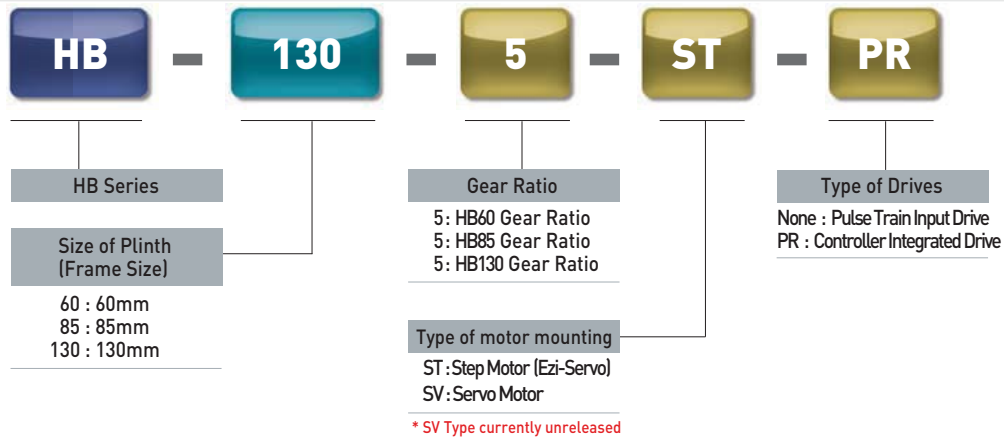 HB - 130 - 5 - ST - PR
HB Series
Size of Plinth
(Frame Size)
60 : 60mm
85 : 85mm
130 : 130mm
Gear Ratio
5 : HB60 Gear Ratio
5 : HB85 Gear Ratio
5 : HB130 Gear Ratio
Type of motor mounting
ST : Step Motor (Ezi-Servo)
SV : Servo Motor
* SV Type currently unreleased
Type of Drives
None : Pulse Train Input Drive
PR : Controller Integrated Drive